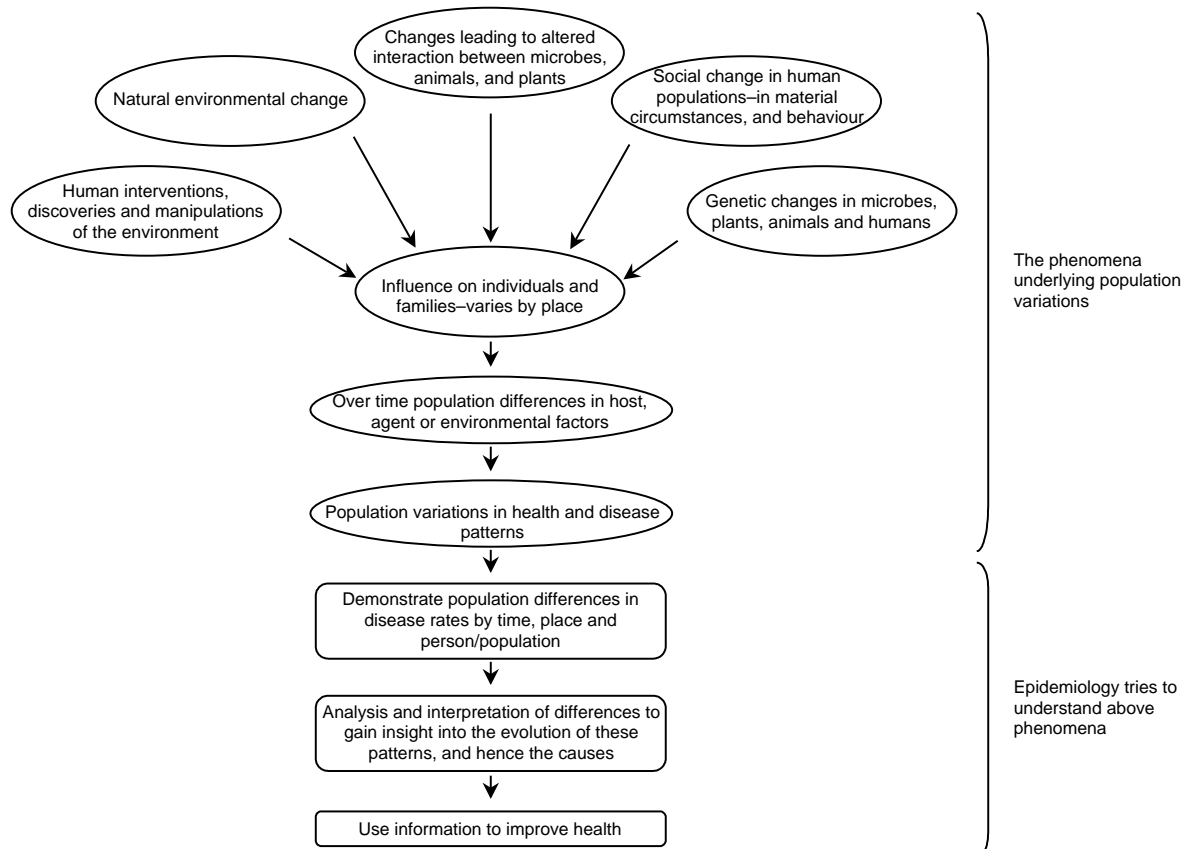 Changes leading to altered
interaction between microbes,
animals, and plants
Natural environmental change
Social change in human
populations–in material
circumstances, and behaviour
Human interventions,
discoveries and manipulations
of the environment
Genetic changes in microbes,
plants, animals and humans
Influence on individuals and
families–varies by place
The phenomena
underlying population
variations
Over time population differences in host,
agent or environmental factors
Population variations in health and disease
patterns
Demonstrate population differences in
disease rates by time, place and
person/population
Analysis and interpretation of differences to
gain insight into the evolution of these
patterns, and hence the causes
Epidemiology tries to
understand above
phenomena
Use information to improve health